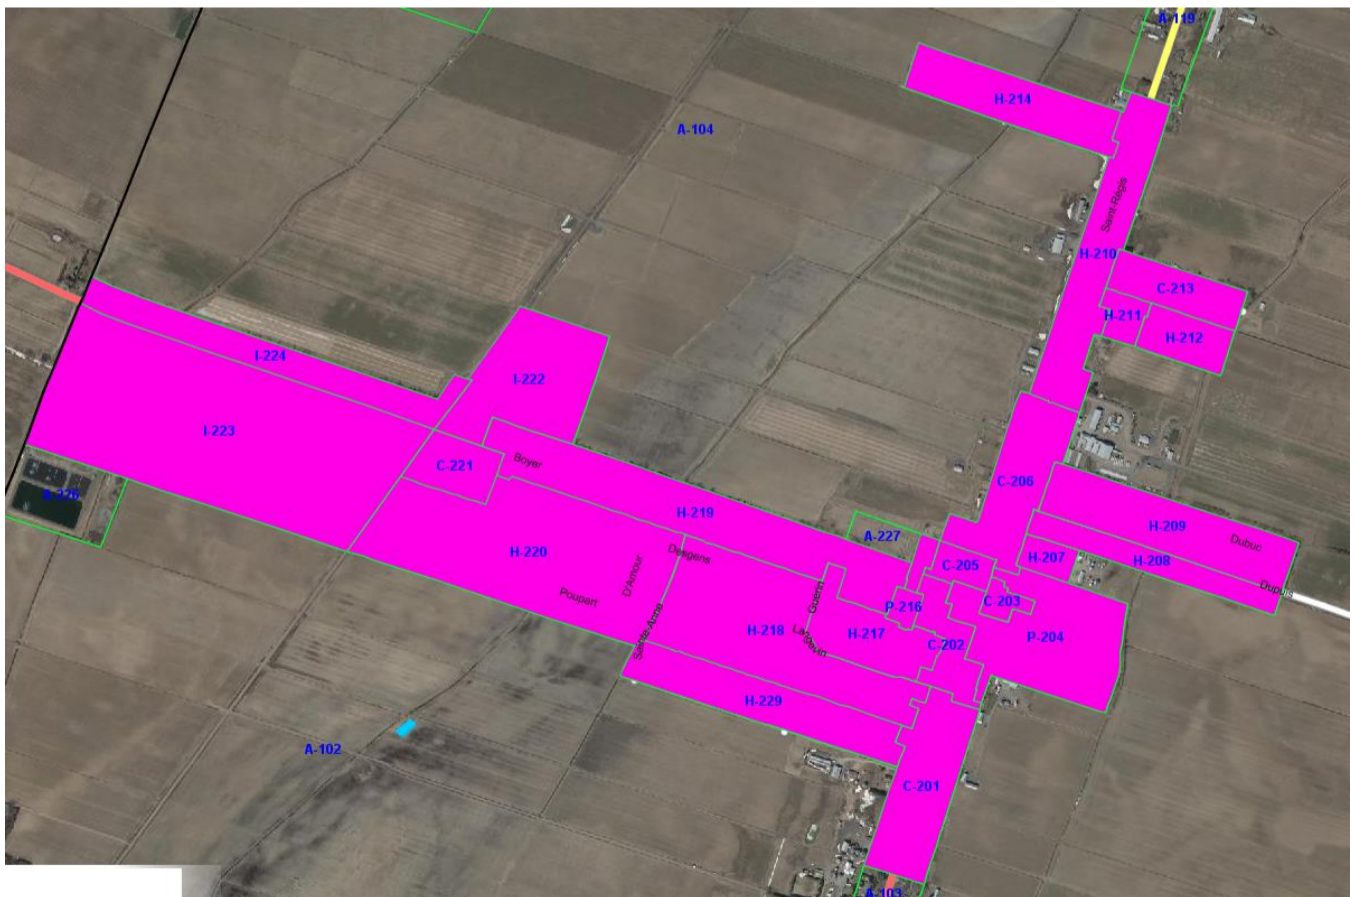 A-119
H-214
A-104
Saint-Régis
H-210
C-213
H-211
H-212
I-224
I-222
I-223
C-221
Boyer
C-206
A-226
H-219
H-209
A-227
Dubuc
H-220
Desgens
H-207
H-208
C-205
D'Amour
Dupuis
Poupart
Guérin
C-203
P-216
Sainte-Anne
H-218
Langevin
H-217
C-202
P-204
H-229
A-102
C-201
A-103